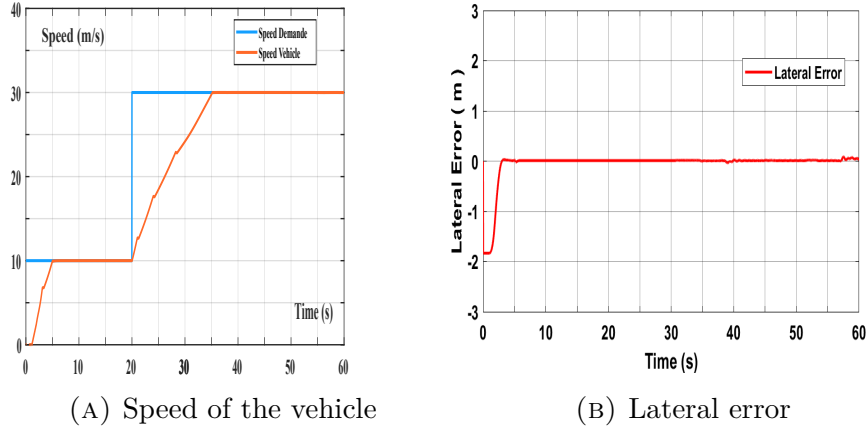 40
30
20
10
0
Speed (m/s)
Speed Demande
Speed Vehicle
Time (s)
0 10 20 30 40 50 60
(A) Speed of the vehicle
3
2
1
0
-1
-2
-3
Lateral Error ( m )
Lateral Error
0 10 20 30 40 50 60
Time (s)
(B) Lateral error